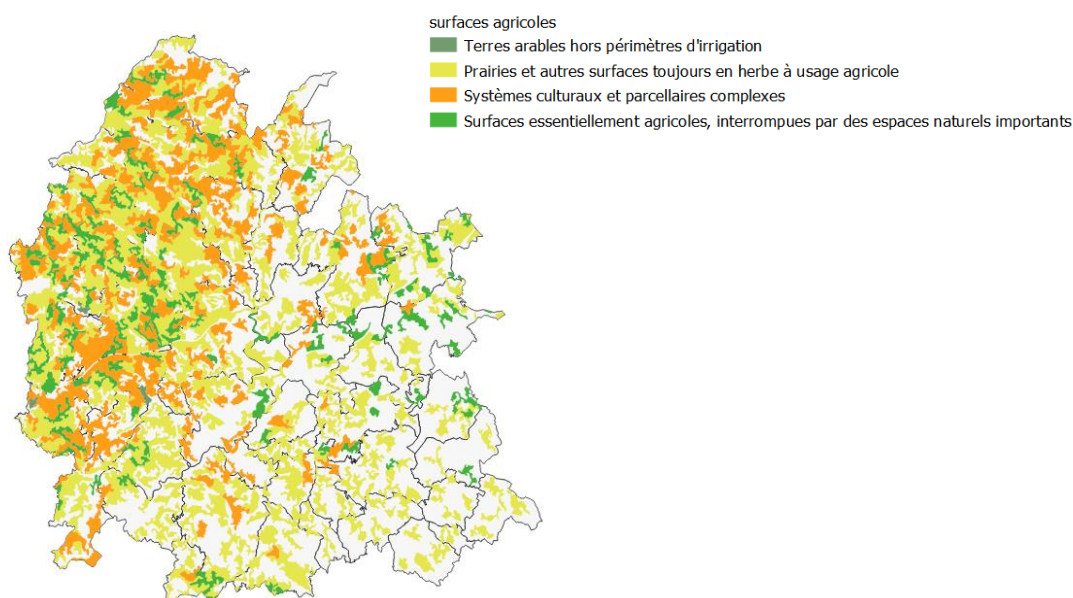 surfaces agricoles
Terres arables hors périmètres d'irrigation
Prairies et autres surfaces toujours en herbe à usage agricole
Systèmes culturaux et parcellaires complexes
Surfaces essentiellement agricoles, interrompues par des espaces naturels importants